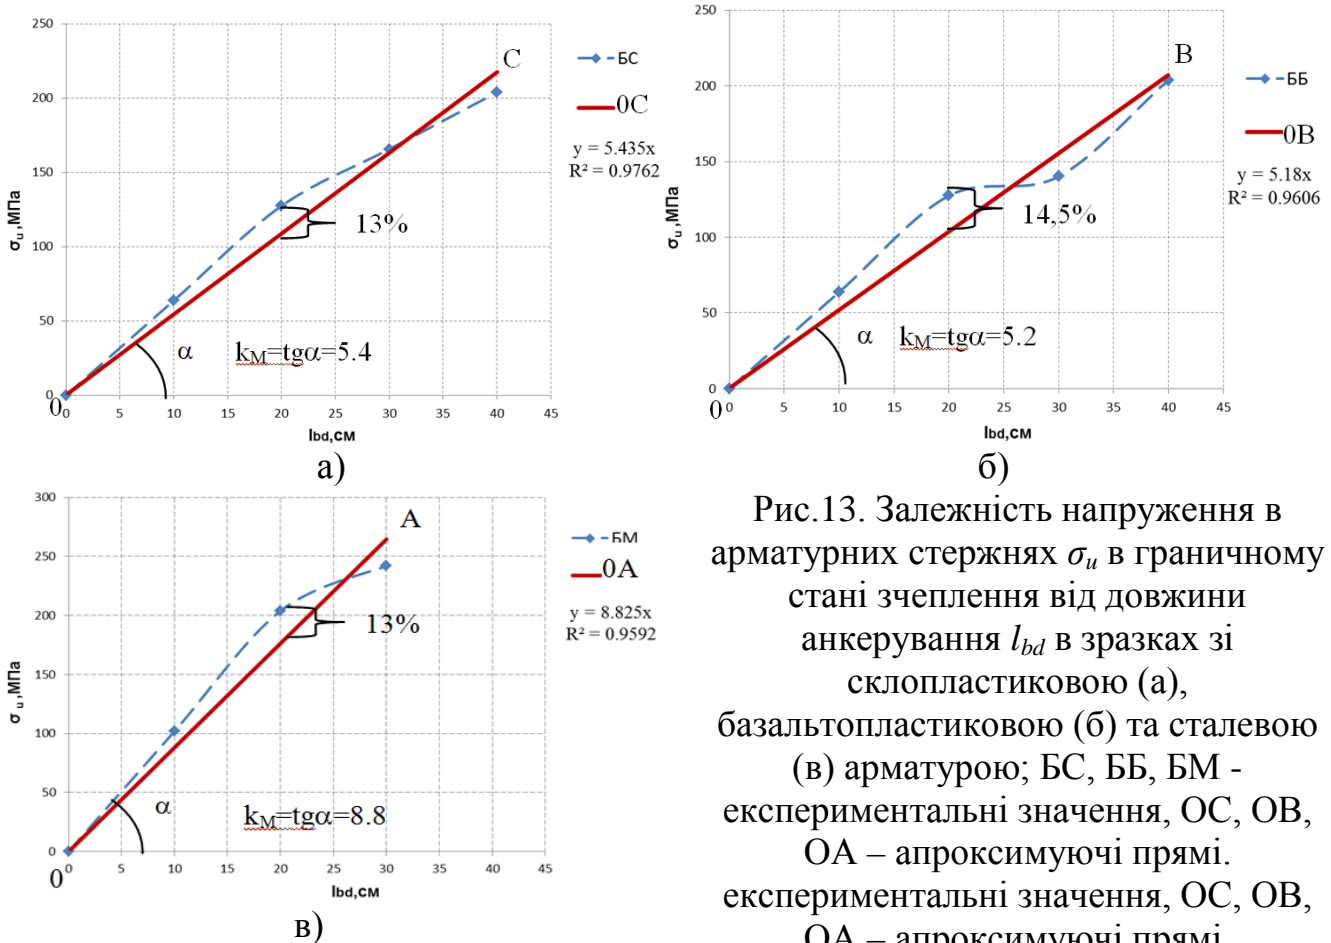 250
200
150
100
50
0
0
0 5 10 15 20 25 30 35 40 45
σu ,МПа
lbd,см
C
БС
0C
y = 5.435x
R² = 0.9762
13%
α
kM=tgα=5.4
а)
250
200
150
100
50
0
0
0 5 10 15 20 25 30 35 40 45
σu ,МПа
lbd,см
B
ББ
0B
y = 5.18x
R² = 0.9606
14,5%
α
kM=tgα=5.2
б)
300
250
200
150
100
50
0
0
0 5 10 15 20 25 30 35 40 45
σu ,МПа
lbd,см
A
БМ
0A
y = 8.825x
R² = 0.9592
13%
α
kM=tgα=8.8
в)
Рис.13. Залежність напруження в
арматурних стержнях σu в граничному
стані зчеплення від довжини
анкерування lbd в зразках зі
склопластиковою (а),
базальтопластиковою (б) та сталевою
(в) арматурою; БС, ББ, БМ -
експериментальні значення, ОС, ОВ,
ОА – апроксимуючі прямі.
експериментальні значення, ОС, ОВ,
ОА – апроксимуючі прямі